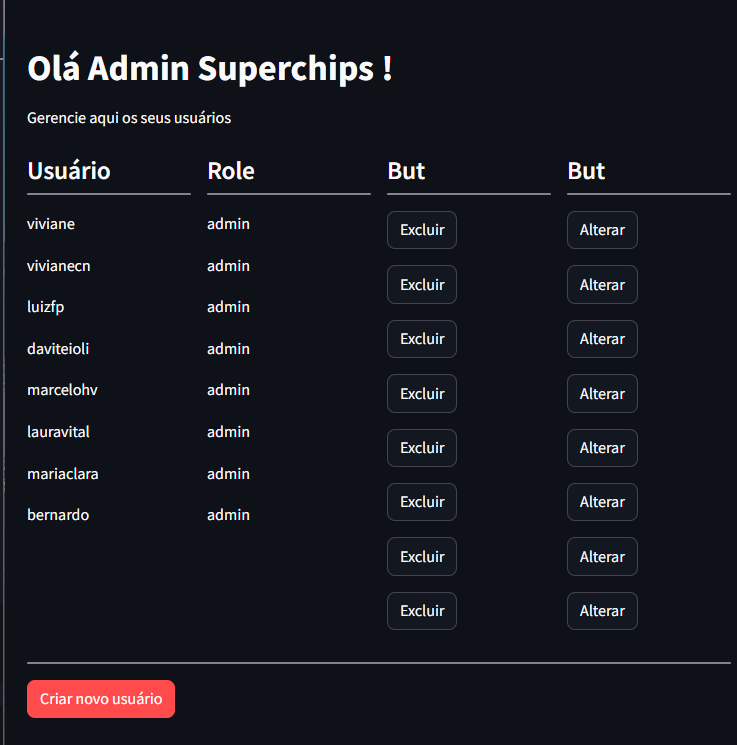 Olá Admin Superchips !
Gerencie aqui os seus usuários
Usuário Role But But
viviane admin Excluir Alterar
vivianecn admin Excluir Alterar
luizfp admin Excluir Alterar
daviteioli admin Excluir Alterar
marcelohv admin Excluir Alterar
lauravital admin Excluir Alterar
mariaclara admin Excluir Alterar
bernardo admin Excluir Alterar
Criar novo usuário